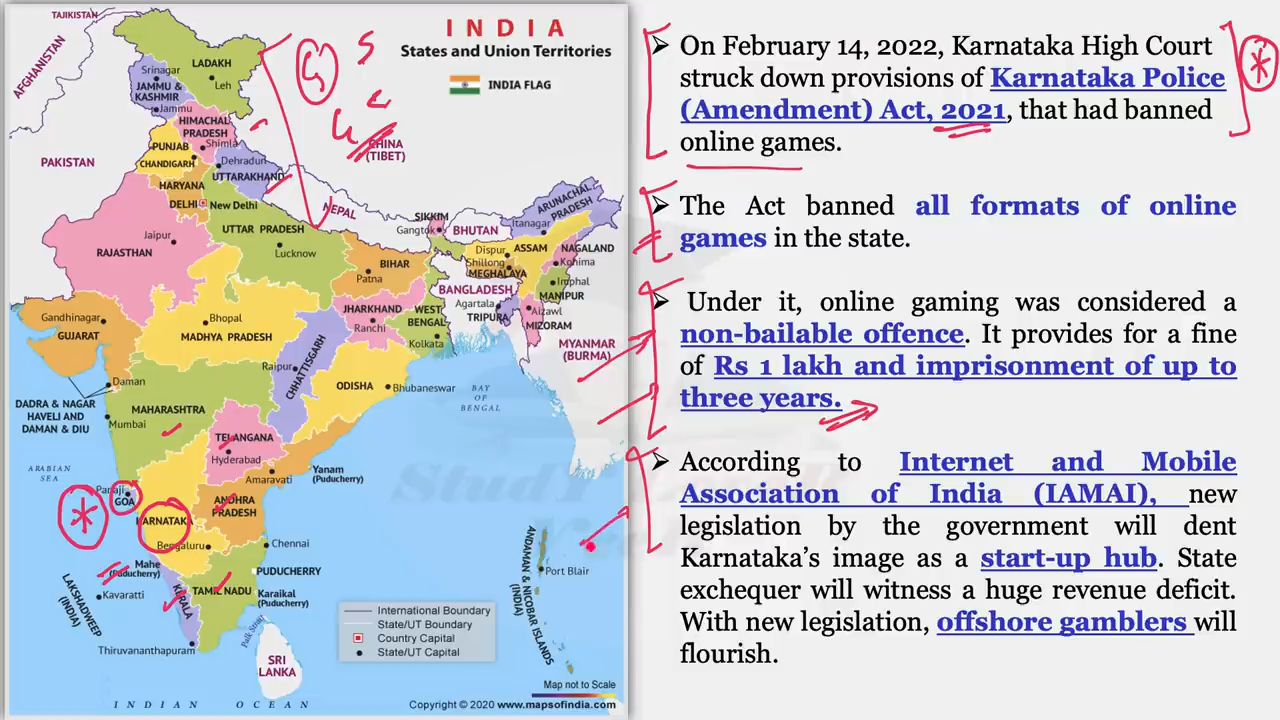 INDIA
States and Union Territories
INDIA FLAG
TAJIKISTAN
AFGHANISTAN
PAKISTAN
CHINA
(TIBET)
LADAKH
Leh
Srinagar
JAMMU &
KASHMIR
Jammu
HIMACHAL
PRADESH
Shimla
PUNJAB
CHANDIGARH
Dehradun
UTTARAKHAND
HARYANA
DELHI
New Delhi
NEPAL
RAJASTHAN
Jaipur
UTTAR PRADESH
Lucknow
SIKKIM
Gangtok
BHUTAN
ARUNACHAL
PRADESH
Itanagar
ASSAM
Dispur
NAGALAND
Kohima
Shillong
MEGHALAYA
Imphal
MANIPUR
BIHAR
Patna
BANGLADESH
Agartala
TRIPURA
Aizawl
MIZORAM
MYANMAR
(BURMA)
Gandhinagar
GUJARAT
Bhopal
MADHYA PRADESH
JHARKHAND
Ranchi
WEST
BENGAL
Kolkata
Raipur
CHHATTISGARH
ODISHA
Bhubaneswar
Daman
DADRA & NAGAR
HAVELI AND
DAMAN & DIU
MAHARASHTRA
Mumbai
BAY
OF
BENGAL
TELANGANA
Hyderabad
Amaravati
ANDHRA
PRADESH
Yanam
(Puducherry)
ARABIAN
SEA
Panaji
GOA
KARNATAKA
Bengaluru
Chennai
Mahe
(Puducherry)
PUDUCHERRY
LAKSHADWEEP
(INDIA)
Kavaratti
KERALA
TAMIL NADU
Karaikal
(Puducherry)
Palk Strait
Thiruvananthapuram
SRI
LANKA
ANDAMAN & NICOBAR ISLANDS
(INDIA)
Port Blair
International Boundary
State/UT Boundary
Country Capital
State/UT Capital
INDIAN OCEAN
Map not to Scale
Copyright © 2020 www.mapsofindia.com
➢ On February 14, 2022, Karnataka High Court
struck down provisions of Karnataka Police
(Amendment) Act, 2021, that had banned
online games.
➢ The Act banned all formats of online
games in the state.
➢ Under it, online gaming was considered a
non-bailable offence. It provides for a fine
of Rs 1 lakh and imprisonment of up to
three years.
➢ According to Internet and Mobile
Association of India (IAMAI), new
legislation by the government will dent
Karnataka’s image as a start-up hub. State
exchequer will witness a huge revenue deficit.
With new legislation, offshore gamblers will
flourish.